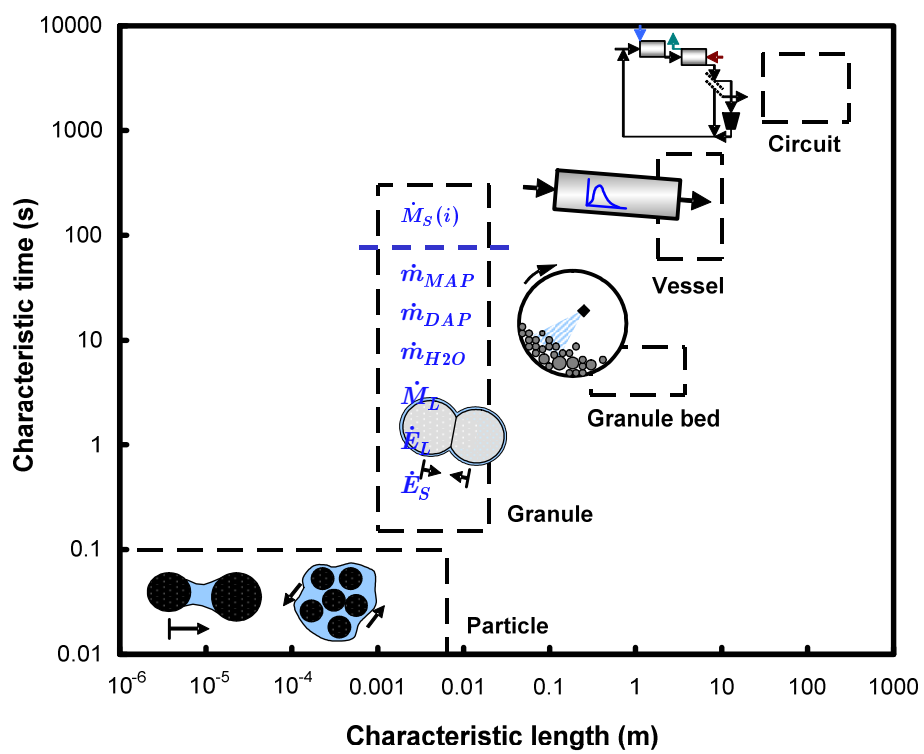 Characteristic time (s)
10000
1000
100
10
1
0.1
0.01
Circuit
Vessel
Granule bed
Granule
Particle
Ṁ_S(i)
ṁ_MAP
ṁ_DAP
ṁ_H2O
Ṁ_L
Ė_L
Ė_S
10⁻⁶ 10⁻⁵ 10⁻⁴ 0.001 0.01 0.1 1 10 100 1000
Characteristic length (m)